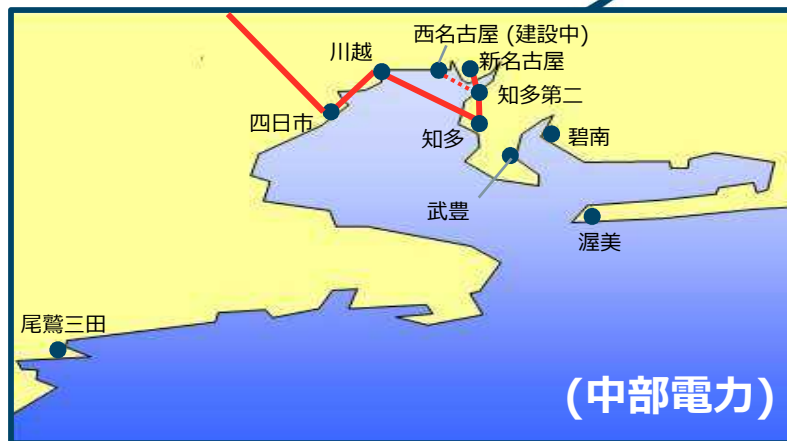 西名古屋 (建設中)
川越
新名古屋
知多第二
四日市
知多
碧南
武豊
渥美
尾鷲三田
(中部電力)